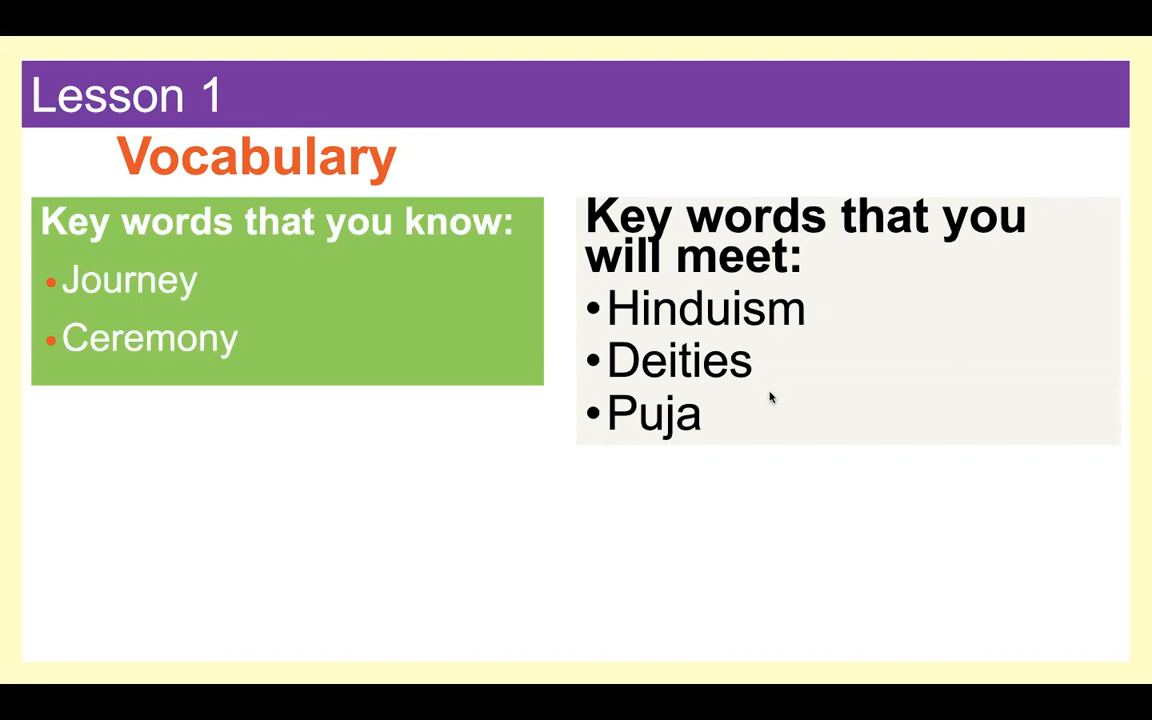 Lesson 1
Vocabulary
Key words that you know:
•Journey
•Ceremony
Key words that you
will meet:
•Hinduism
•Deities
•Puja